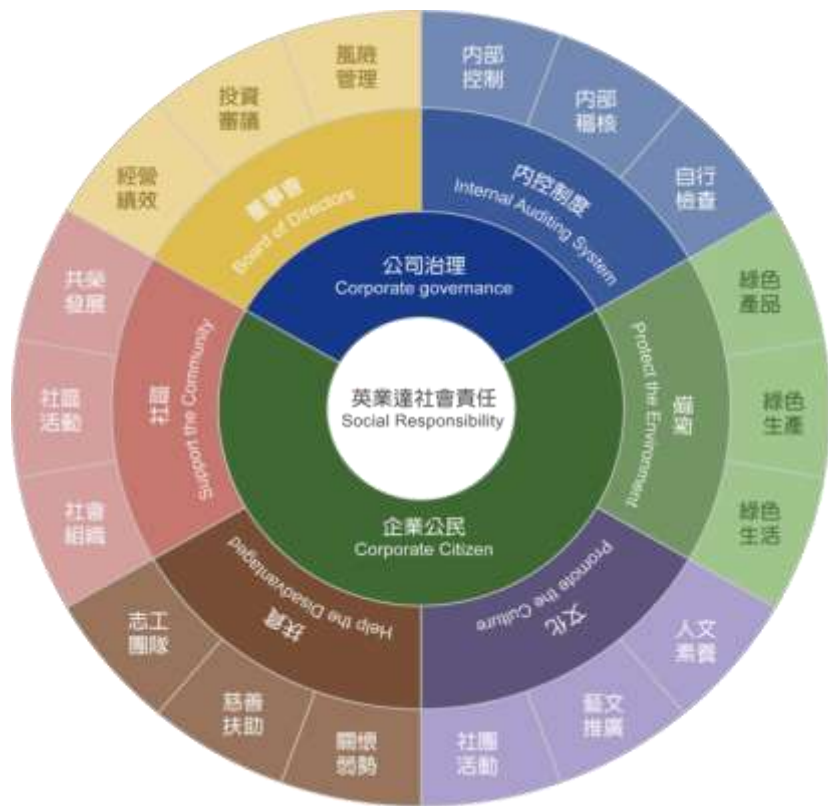 英業達社會責任
Social Responsibility
公司治理
Corporate governance
企業公民
Corporate Citizen
董事會
Board of Directors
內控制度
Internal Auditing System
環境
Protect the Environment
文化
Promote the Culture
扶貧
Help the Disadvantaged
社區
Support the Community
經營
績效
投資
審議
風險
管理
內部
控制
內部
稽核
自行
檢查
綠色
產品
綠色
生產
綠色
生活
人文
素養
藝文
推廣
社團
活動
關懷
弱勢
慈善
扶助
志工
團隊
社會
組織
社區
活動
共榮
發展